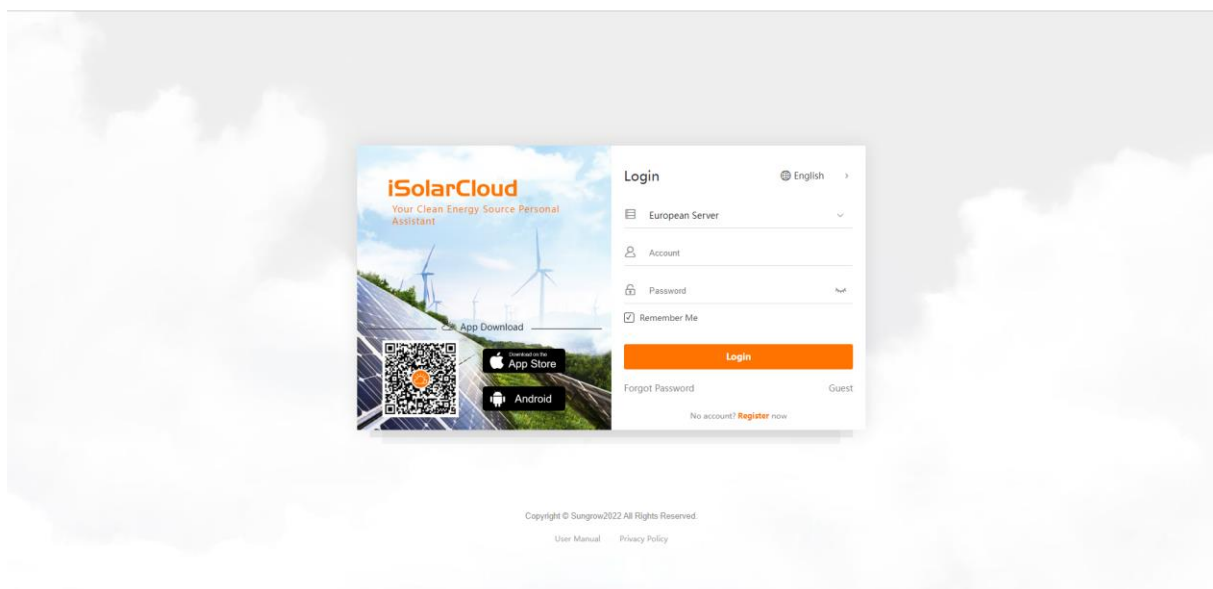 iSolarCloud
Your Clean Energy Source Personal
Assistant
App Download
Download on the
App Store
Android
Login
English
European Server
Account
Password
Remember Me
Login
Forgot Password
Guest
No account? Register now
Copyright © Sungrow2022 All Rights Reserved.
User Manual
Privacy Policy